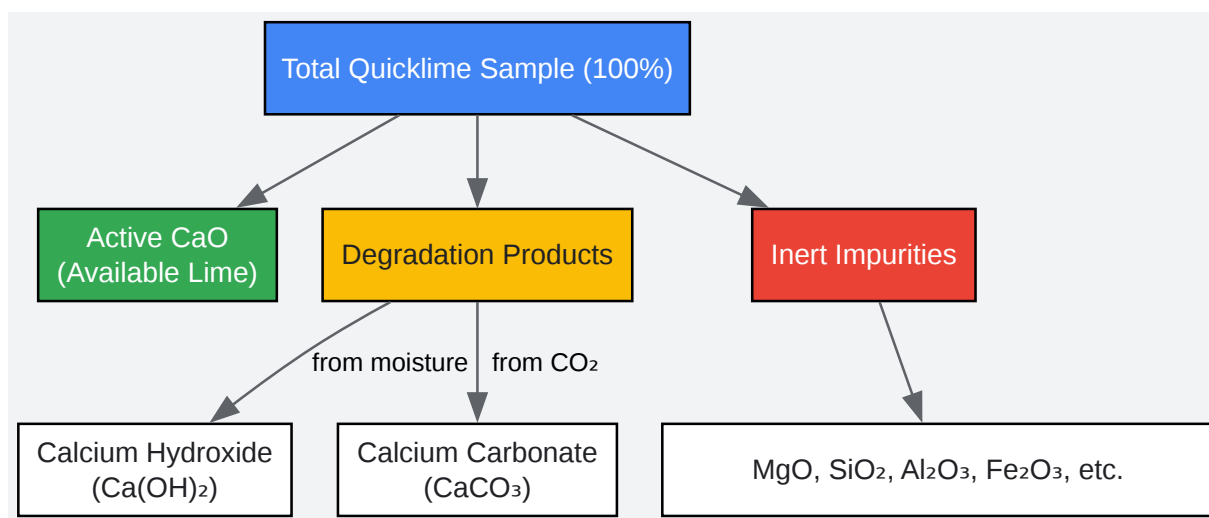 Total Quicklime Sample (100%)
Active CaO
(Available Lime)
Degradation Products
Inert Impurities
from moisture
from CO₂
Calcium Hydroxide
(Ca(OH)₂)
Calcium Carbonate
(CaCO₃)
MgO, SiO₂, Al₂O₃, Fe₂O₃, etc.